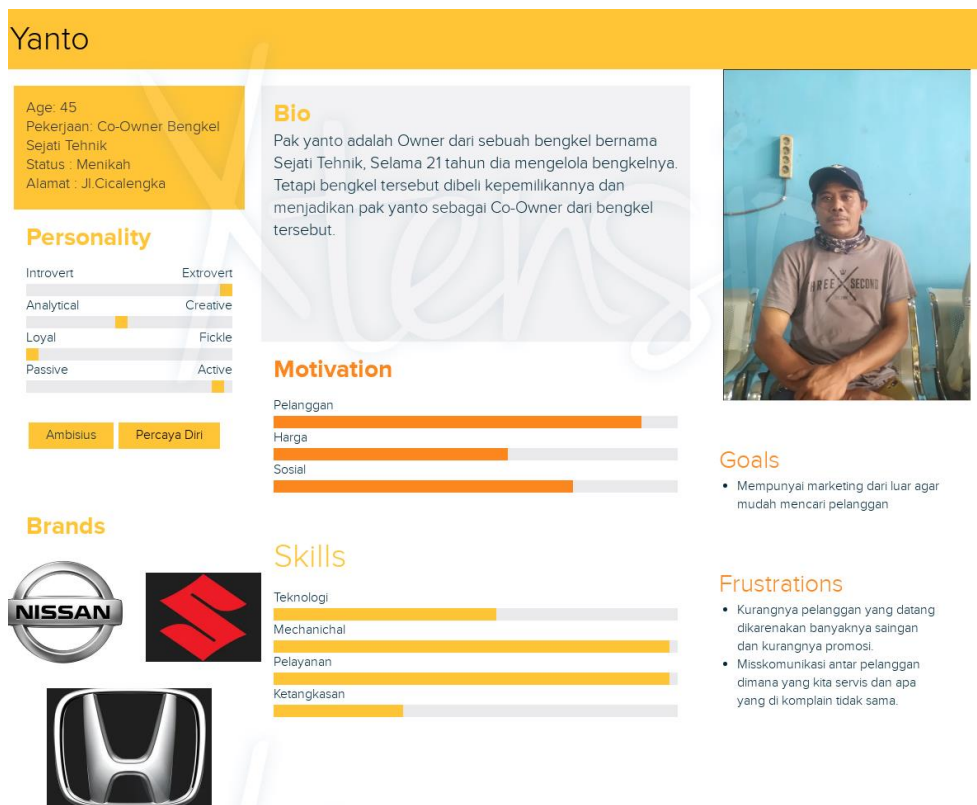 Yanto
Age: 45
Pekerjaan: Co-Owner Bengkel
Sejati Tehnik
Status : Menikah
Alamat : Jl.Cicalengka
Personality
Introvert Extrovert
Analytical Creative
Loyal Fickle
Passive Active
Ambisius Percaya Diri
Brands
NISSAN
Bio
Pak yanto adalah Owner dari sebuah bengkel bernama
Sejati Tehnik, Selama 21 tahun dia mengelola bengkelnya.
Tetapi bengkel tersebut dibeli kepemilikannya dan
menjadikan pak yanto sebagai Co-Owner dari bengkel
tersebut.
Motivation
Pelanggan
Harga
Sosial
Skills
Teknologi
Mechanichal
Pelayanan
Ketangkasan
THREE SECOND
Goals
• Mempunyai marketing dari luar agar
mudah mencari pelanggan
Frustrations
• Kurangnya pelanggan yang datang
dikarenakan banyaknya saingan
dan kurangnya promosi.
• Misskomunikasi antar pelanggan
dimana yang kita servis dan apa
yang di komplain tidak sama.